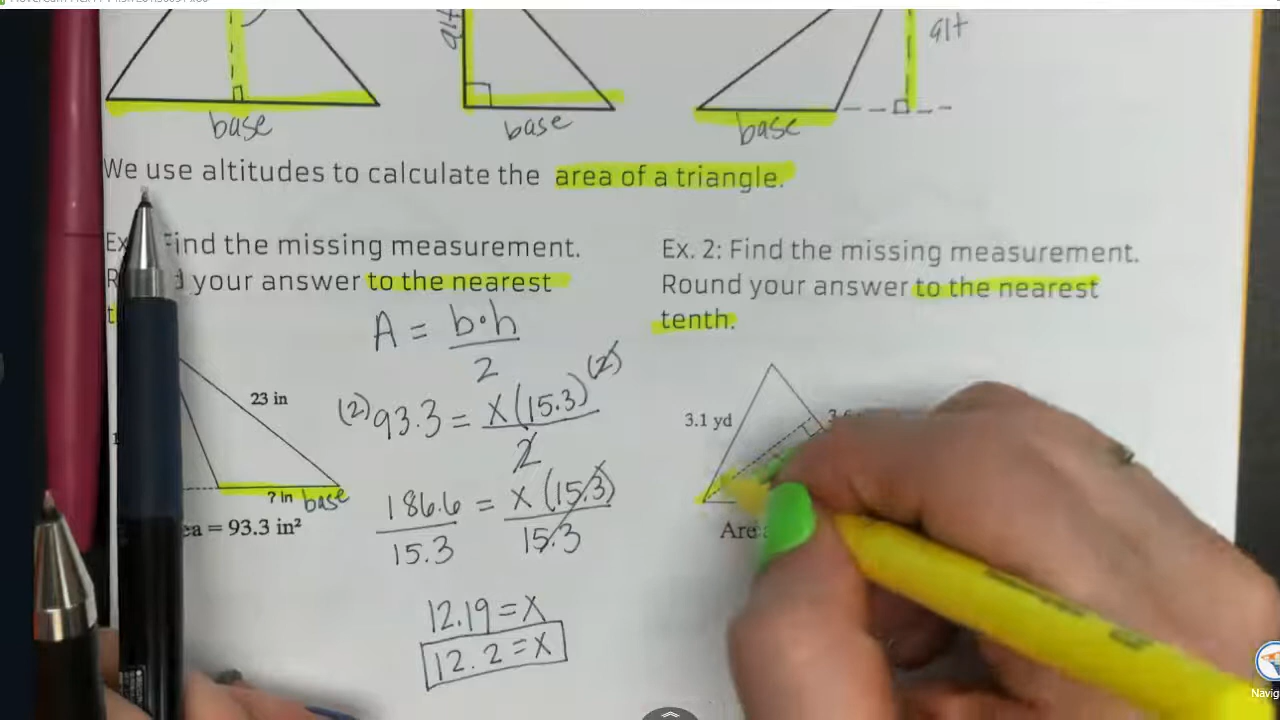 alt
alt
base
base
base
We use altitudes to calculate the area of a triangle.
Find the missing measurement.
your answer to the nearest
A = b·h / 2
(2) 93.3 = X(15.3) (2) / 2
186.6 / 15.3 = X (15.3) / 15.3
12.19 = X
12.2 = X
23 in
? in base
= 93.3 in²
Ex. 2: Find the missing measurement.
Round your answer to the nearest
tenth.
3.1 yd
Navig